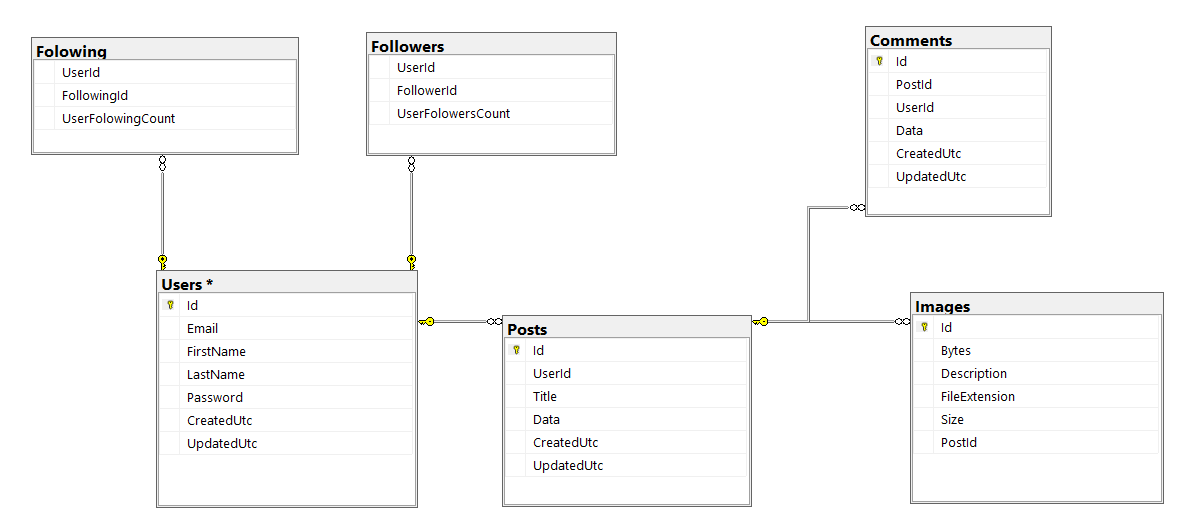 Folowing
UserId
FollowingId
UserFolowingCount
Followers
UserId
FollowerId
UserFolowersCount
Comments
Id
PostId
UserId
Data
CreatedUtc
UpdatedUtc
Users *
Id
Email
FirstName
LastName
Password
CreatedUtc
UpdatedUtc
Posts
Id
UserId
Title
Data
CreatedUtc
UpdatedUtc
Images
Id
Bytes
Description
FileExtension
Size
PostId